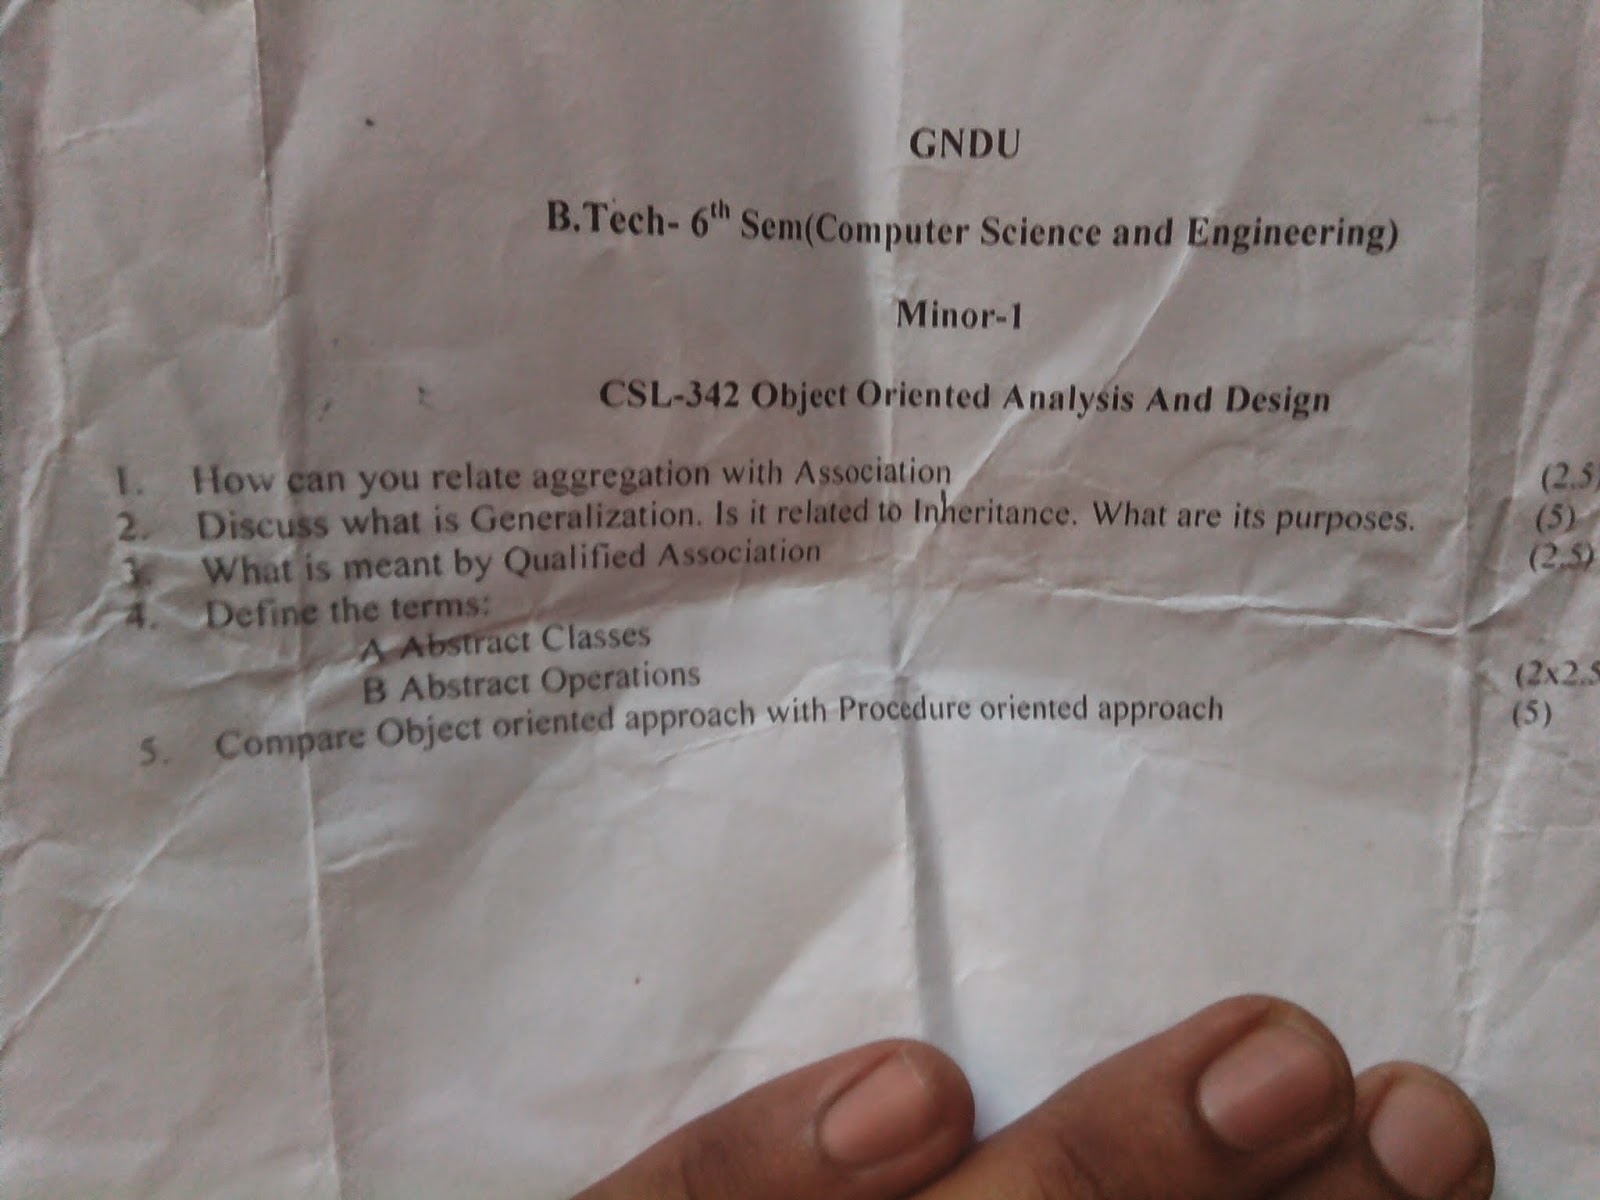 GNDU
B.Tech- 6th Sem(Computer Science and Engineering)
Minor-1
CSL-342 Object Oriented Analysis And Design
1. How can you relate aggregation with Association (2.5)
2. Discuss what is Generalization. Is it related to Inheritance. What are its purposes. (5)
3. What is meant by Qualified Association (2.5)
4. Define the terms:
A Abstract Classes
B Abstract Operations (2x2.5
5. Compare Object oriented approach with Procedure oriented approach (5)